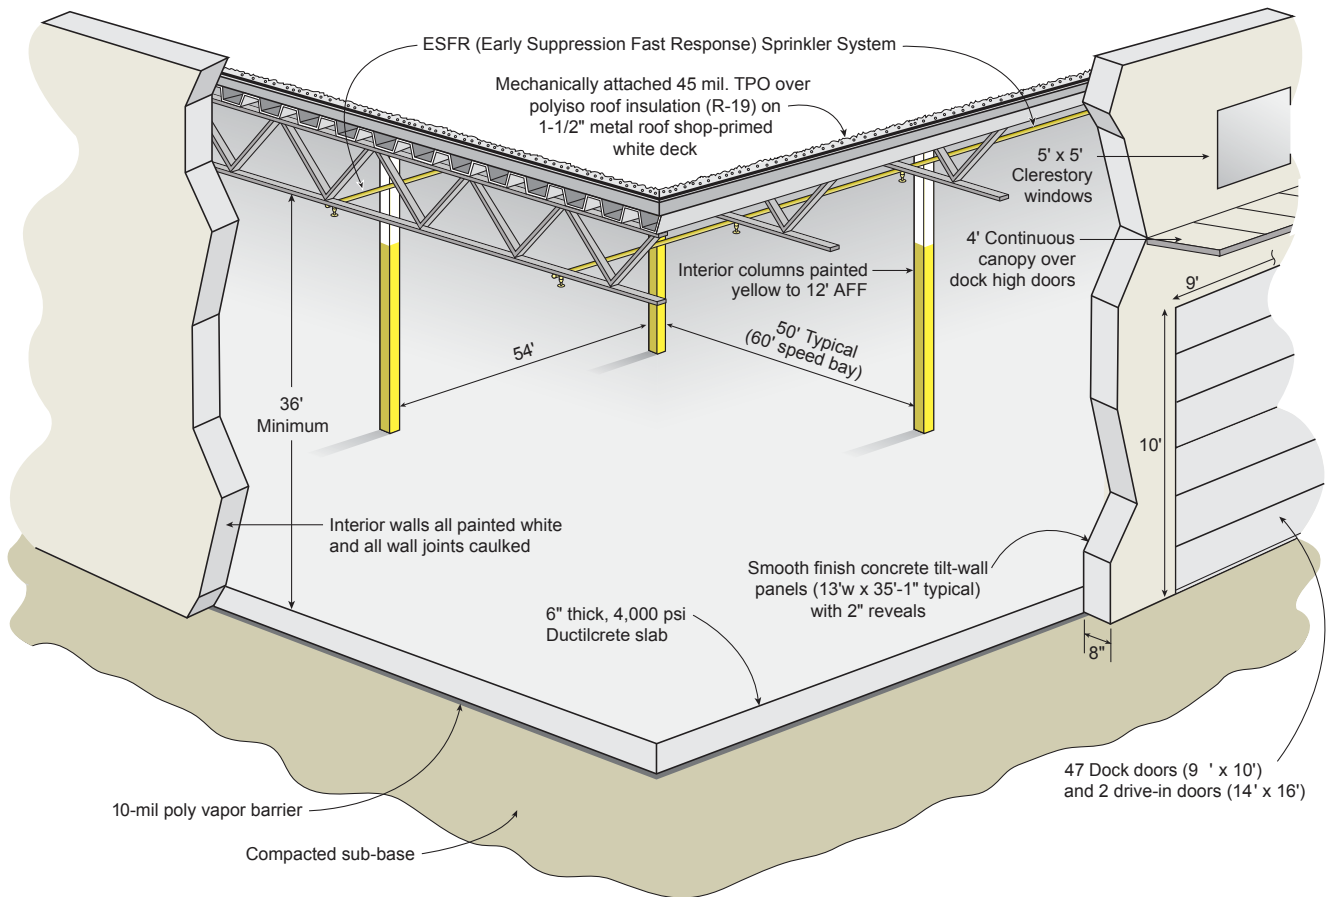 ESFR (Early Suppression Fast Response) Sprinkler System
Mechanically attached 45 mil. TPO over
polyiso roof insulation (R-19) on
1-1/2" metal roof shop-primed
white deck
5' x 5'
Clerestory
windows
4' Continuous
canopy over
dock high doors
9'
Interior columns painted
yellow to 12' AFF
54'
50' Typical
(60' speed bay)
36'
Minimum
10'
Interior walls all painted white
and all wall joints caulked
Smooth finish concrete tilt-wall
panels (13'w x 35'-1" typical)
with 2" reveals
6" thick, 4,000 psi
Ductilcrete slab
8"
47 Dock doors (9 ' x 10')
and 2 drive-in doors (14' x 16')
10-mil poly vapor barrier
Compacted sub-base